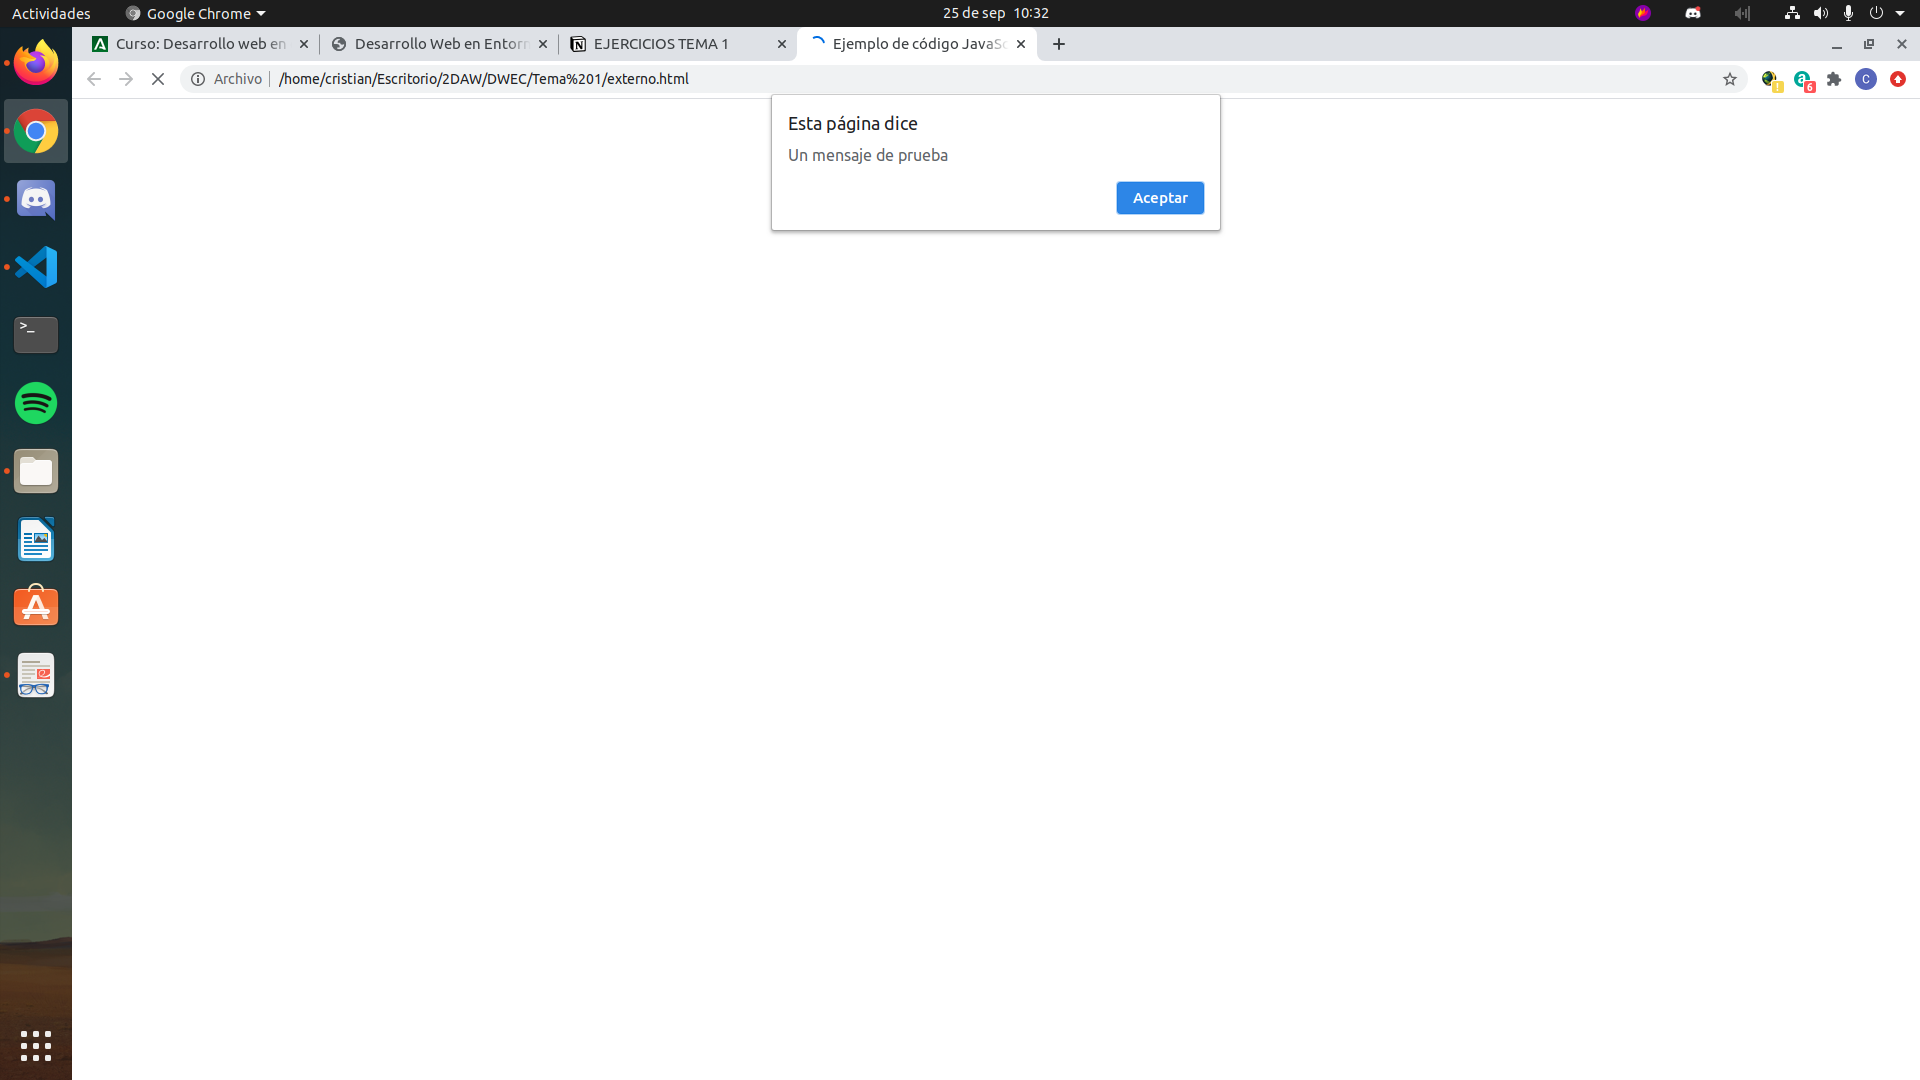 Actividades
Google Chrome
25 de sep 10:32
Curso: Desarrollo web en
Desarrollo Web en Entorn
EJERCICIOS TEMA 1
Ejemplo de código JavaSc
Archivo
/home/cristian/Escritorio/2DAW/DWEC/Tema%201/externo.html
6
C
Esta página dice
Un mensaje de prueba
Aceptar
>_